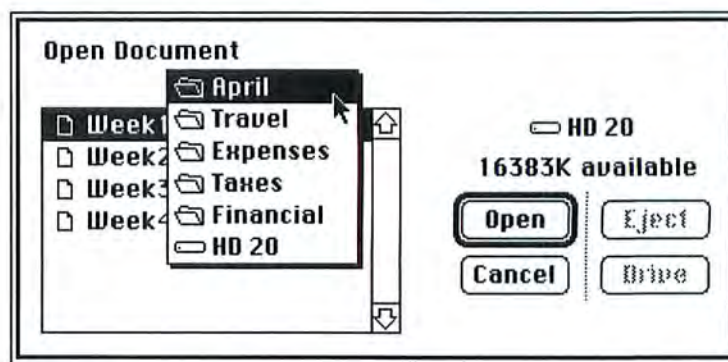 Open Document
April
Travel
Expenses
Taxes
Financial
HD 20
Week1
Week2
Week3
Week4
HD 20
16383K available
Open
Eject
Cancel
Drive